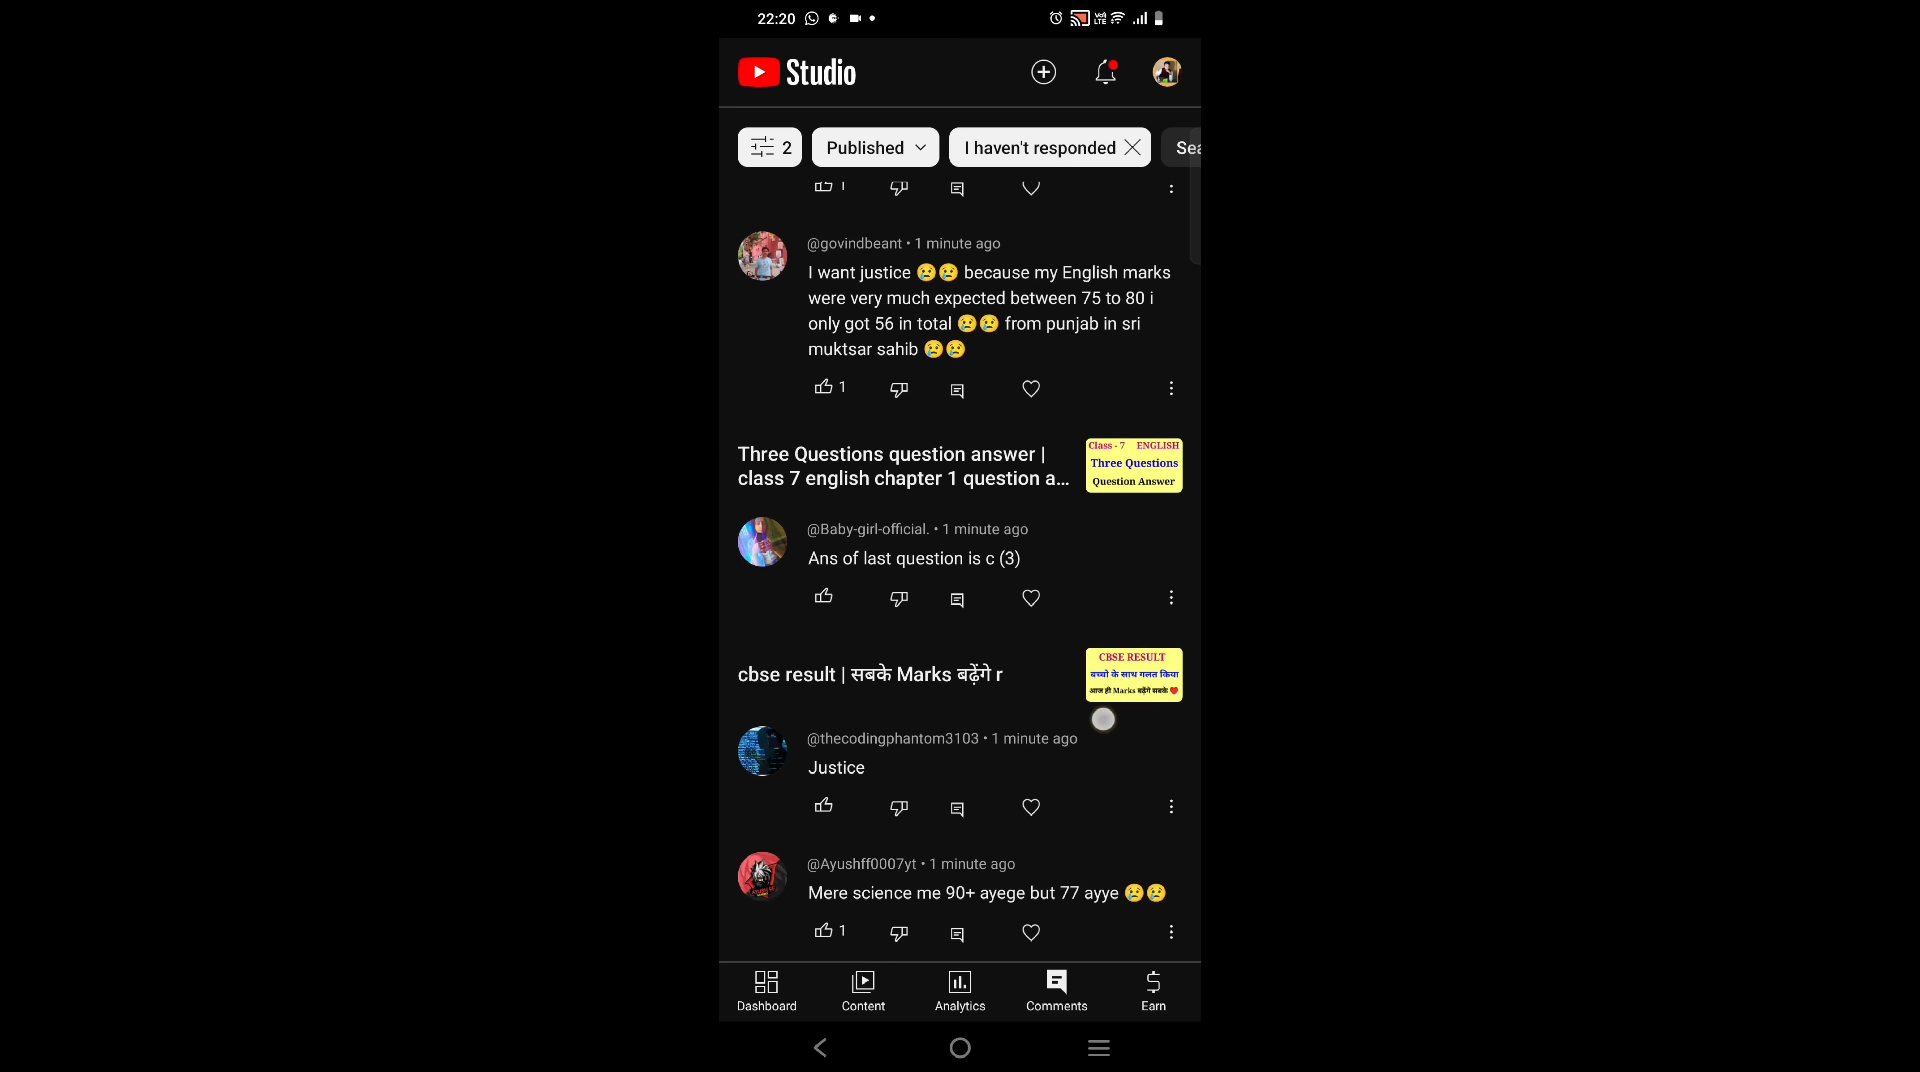 22:20
Vo)
LTE
Studio
2
Published
I haven't responded
Sea
1
@govindbeant • 1 minute ago
I want justice 😢😢 because my English marks
were very much expected between 75 to 80 i
only got 56 in total 😢😢 from punjab in sri
muktsar sahib 😢😢
1
Three Questions question answer |
class 7 english chapter 1 question a...
Class - 7 ENGLISH
Three Questions
Question Answer
@Baby-girl-official. • 1 minute ago
Ans of last question is c (3)
cbse result | सबके Marks बढ़ेंगे r
CBSE RESULT
बच्चो के साथ गलत किया
आज ही Marks बढ़ेंगे सबके ❤️
@thecodingphantom3103 • 1 minute ago
Justice
@Ayushff0007yt • 1 minute ago
Mere science me 90+ ayege but 77 ayye 😢😢
1
Dashboard
Content
Analytics
Comments
Earn